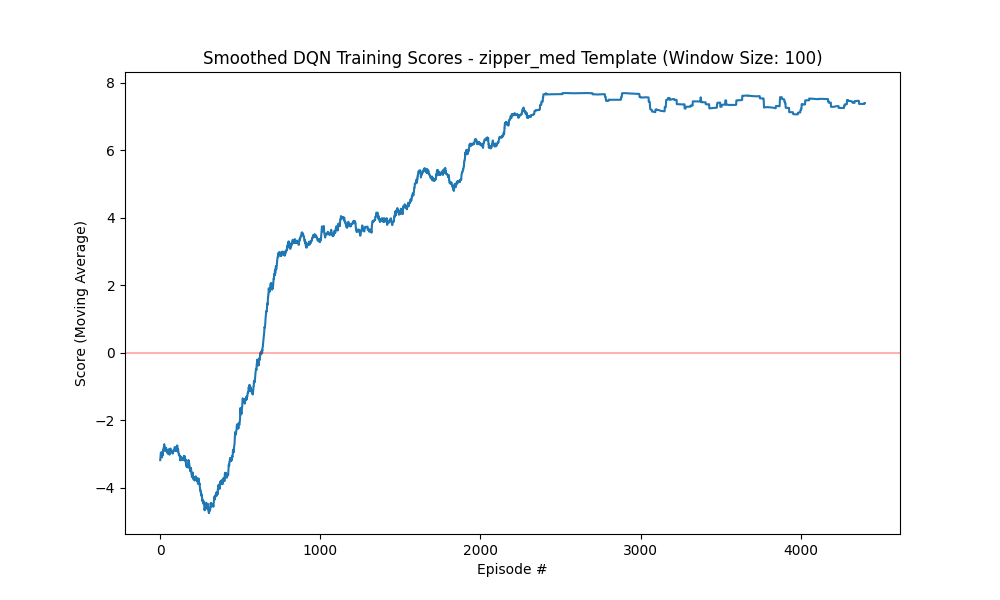 Smoothed DQN Training Scores - zipper_med Template (Window Size: 100)
Score (Moving Average)
8
6
4
2
0
−2
−4
0 1000 2000 3000 4000
Episode #